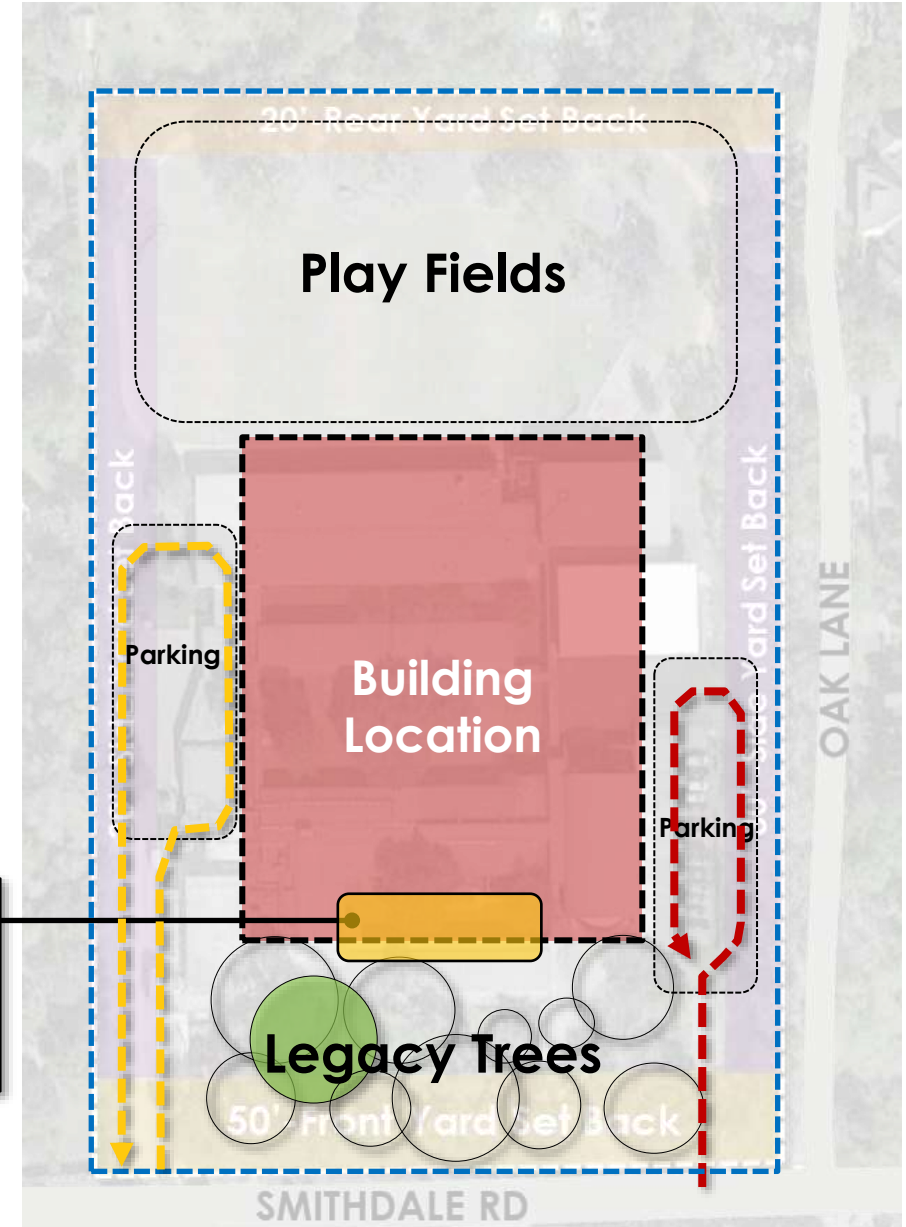 20'-Rear Yard Set Back
Play Fields
Back
Yard Set Back
OAK LANE
Parking
Building
Location
Parking
Legacy Trees
50'-Front Yard Set Back
SMITHDALE RD